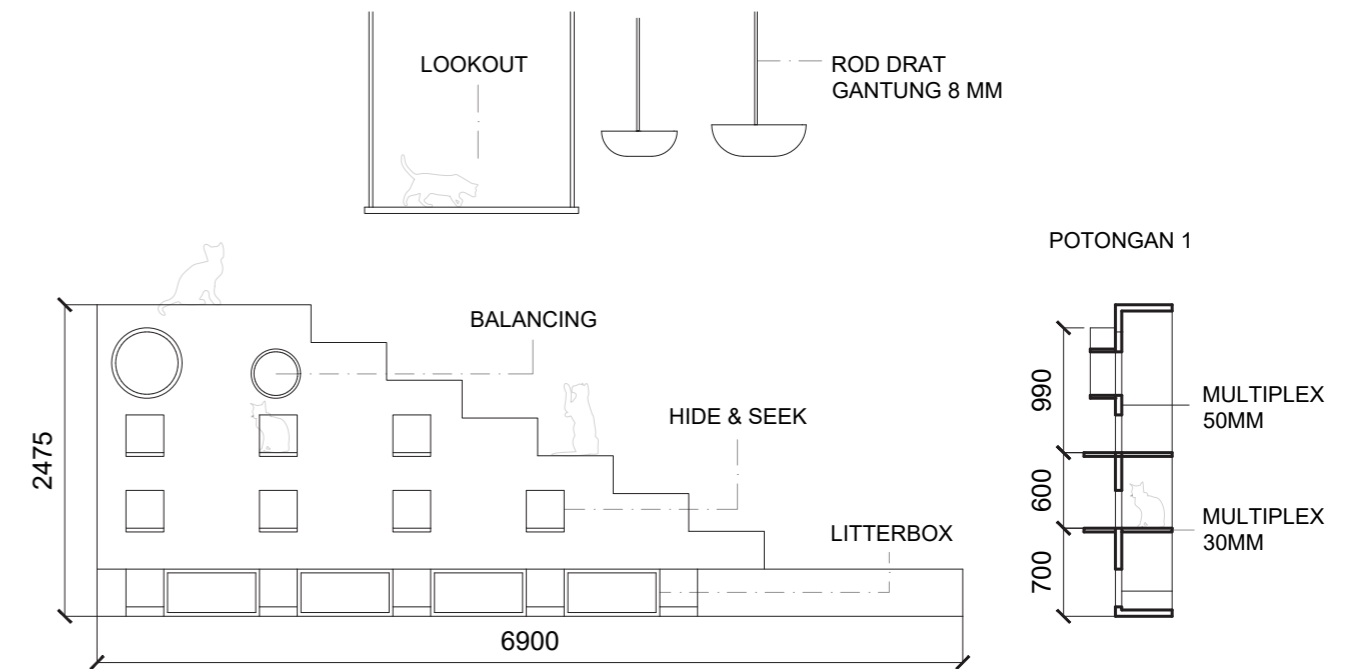 LOOKOUT
ROD DRAT
GANTUNG 8 MM
POTONGAN 1
BALANCING
HIDE & SEEK
LITTERBOX
2475
6900
990
600
700
MULTIPLEX
50MM
MULTIPLEX
30MM